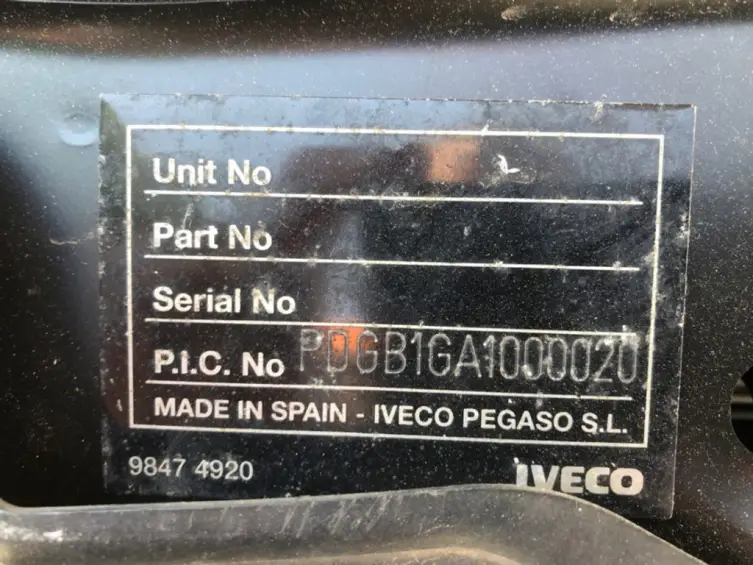 Unit No
Part No
Serial No
P.I.C. No PDGB1GA1000020
MADE IN SPAIN - IVECO PEGASO S.L.
9847 4920 IVECO